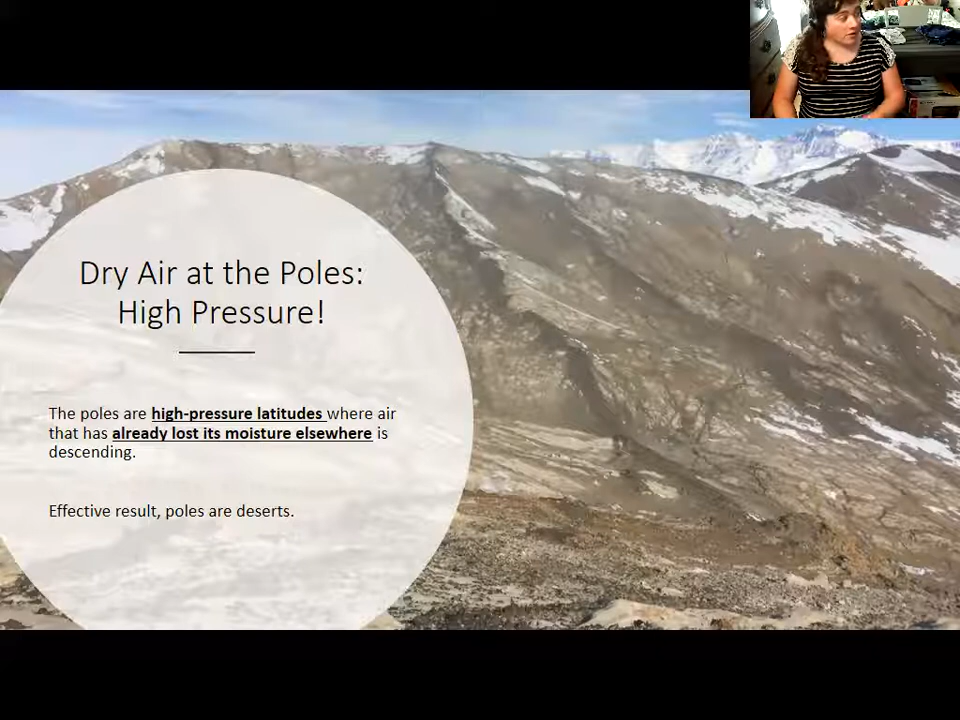 Dry Air at the Poles:
High Pressure!
The poles are high-pressure latitudes where air
that has already lost its moisture elsewhere is
descending.
Effective result, poles are deserts.